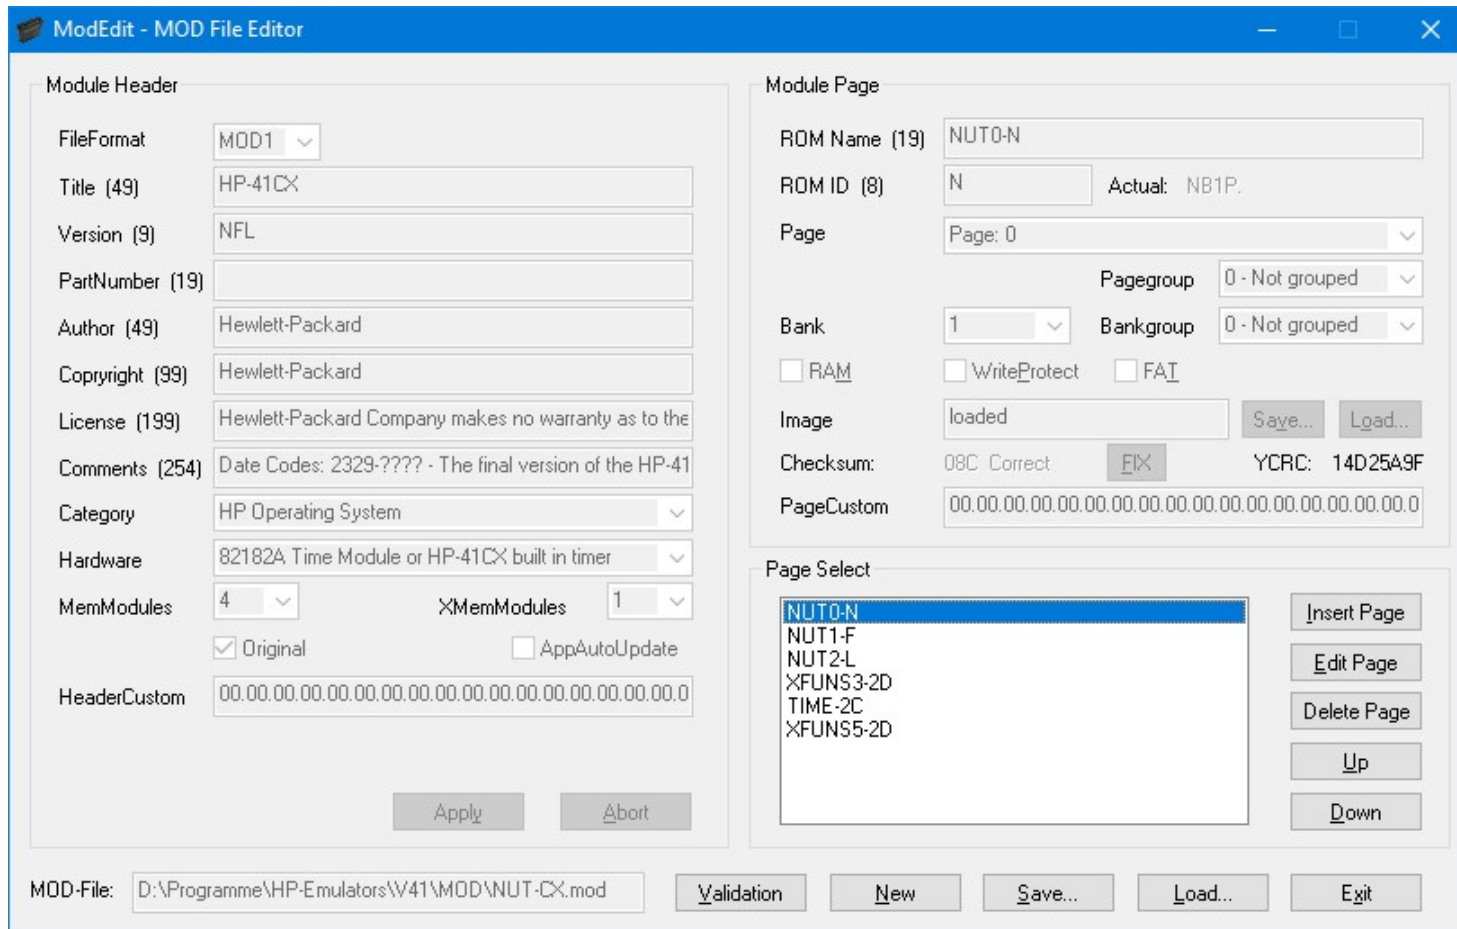 ModEdit - MOD File Editor
Module Header
FileFormat MOD1
Title (49) HP-41CX
Version (9) NFL
PartNumber (19)
Author (49) Hewlett-Packard
Copryright (99) Hewlett-Packard
License (199) Hewlett-Packard Company makes no warranty as to the
Comments (254) Date Codes: 2329-???? - The final version of the HP-41
Category HP Operating System
Hardware 82182A Time Module or HP-41CX built in timer
MemModules 4 XMemModules 1
Original AppAutoUpdate
HeaderCustom 00.00.00.00.00.00.00.00.00.00.00.00.00.00.00.00.00.0
Apply Abort
Module Page
ROM Name (19) NUT0-N
ROM ID (8) N Actual: NB1P.
Page Page: 0
Pagegroup 0 - Not grouped
Bank 1 Bankgroup 0 - Not grouped
RAM WriteProtect FAT
Image loaded Save... Load...
Checksum: 08C Correct FIX YCRC: 14D25A9F
PageCustom 00.00.00.00.00.00.00.00.00.00.00.00.00.00.00.00.00.0
Page Select
NUT0-N
NUT1-F
NUT2-L
XFUNS3-2D
TIME-2C
XFUNS5-2D
Insert Page
Edit Page
Delete Page
Up
Down
MOD-File: D:\Programme\HP-Emulators\V41\MOD\NUT-CX.mod Validation New Save... Load... Exit